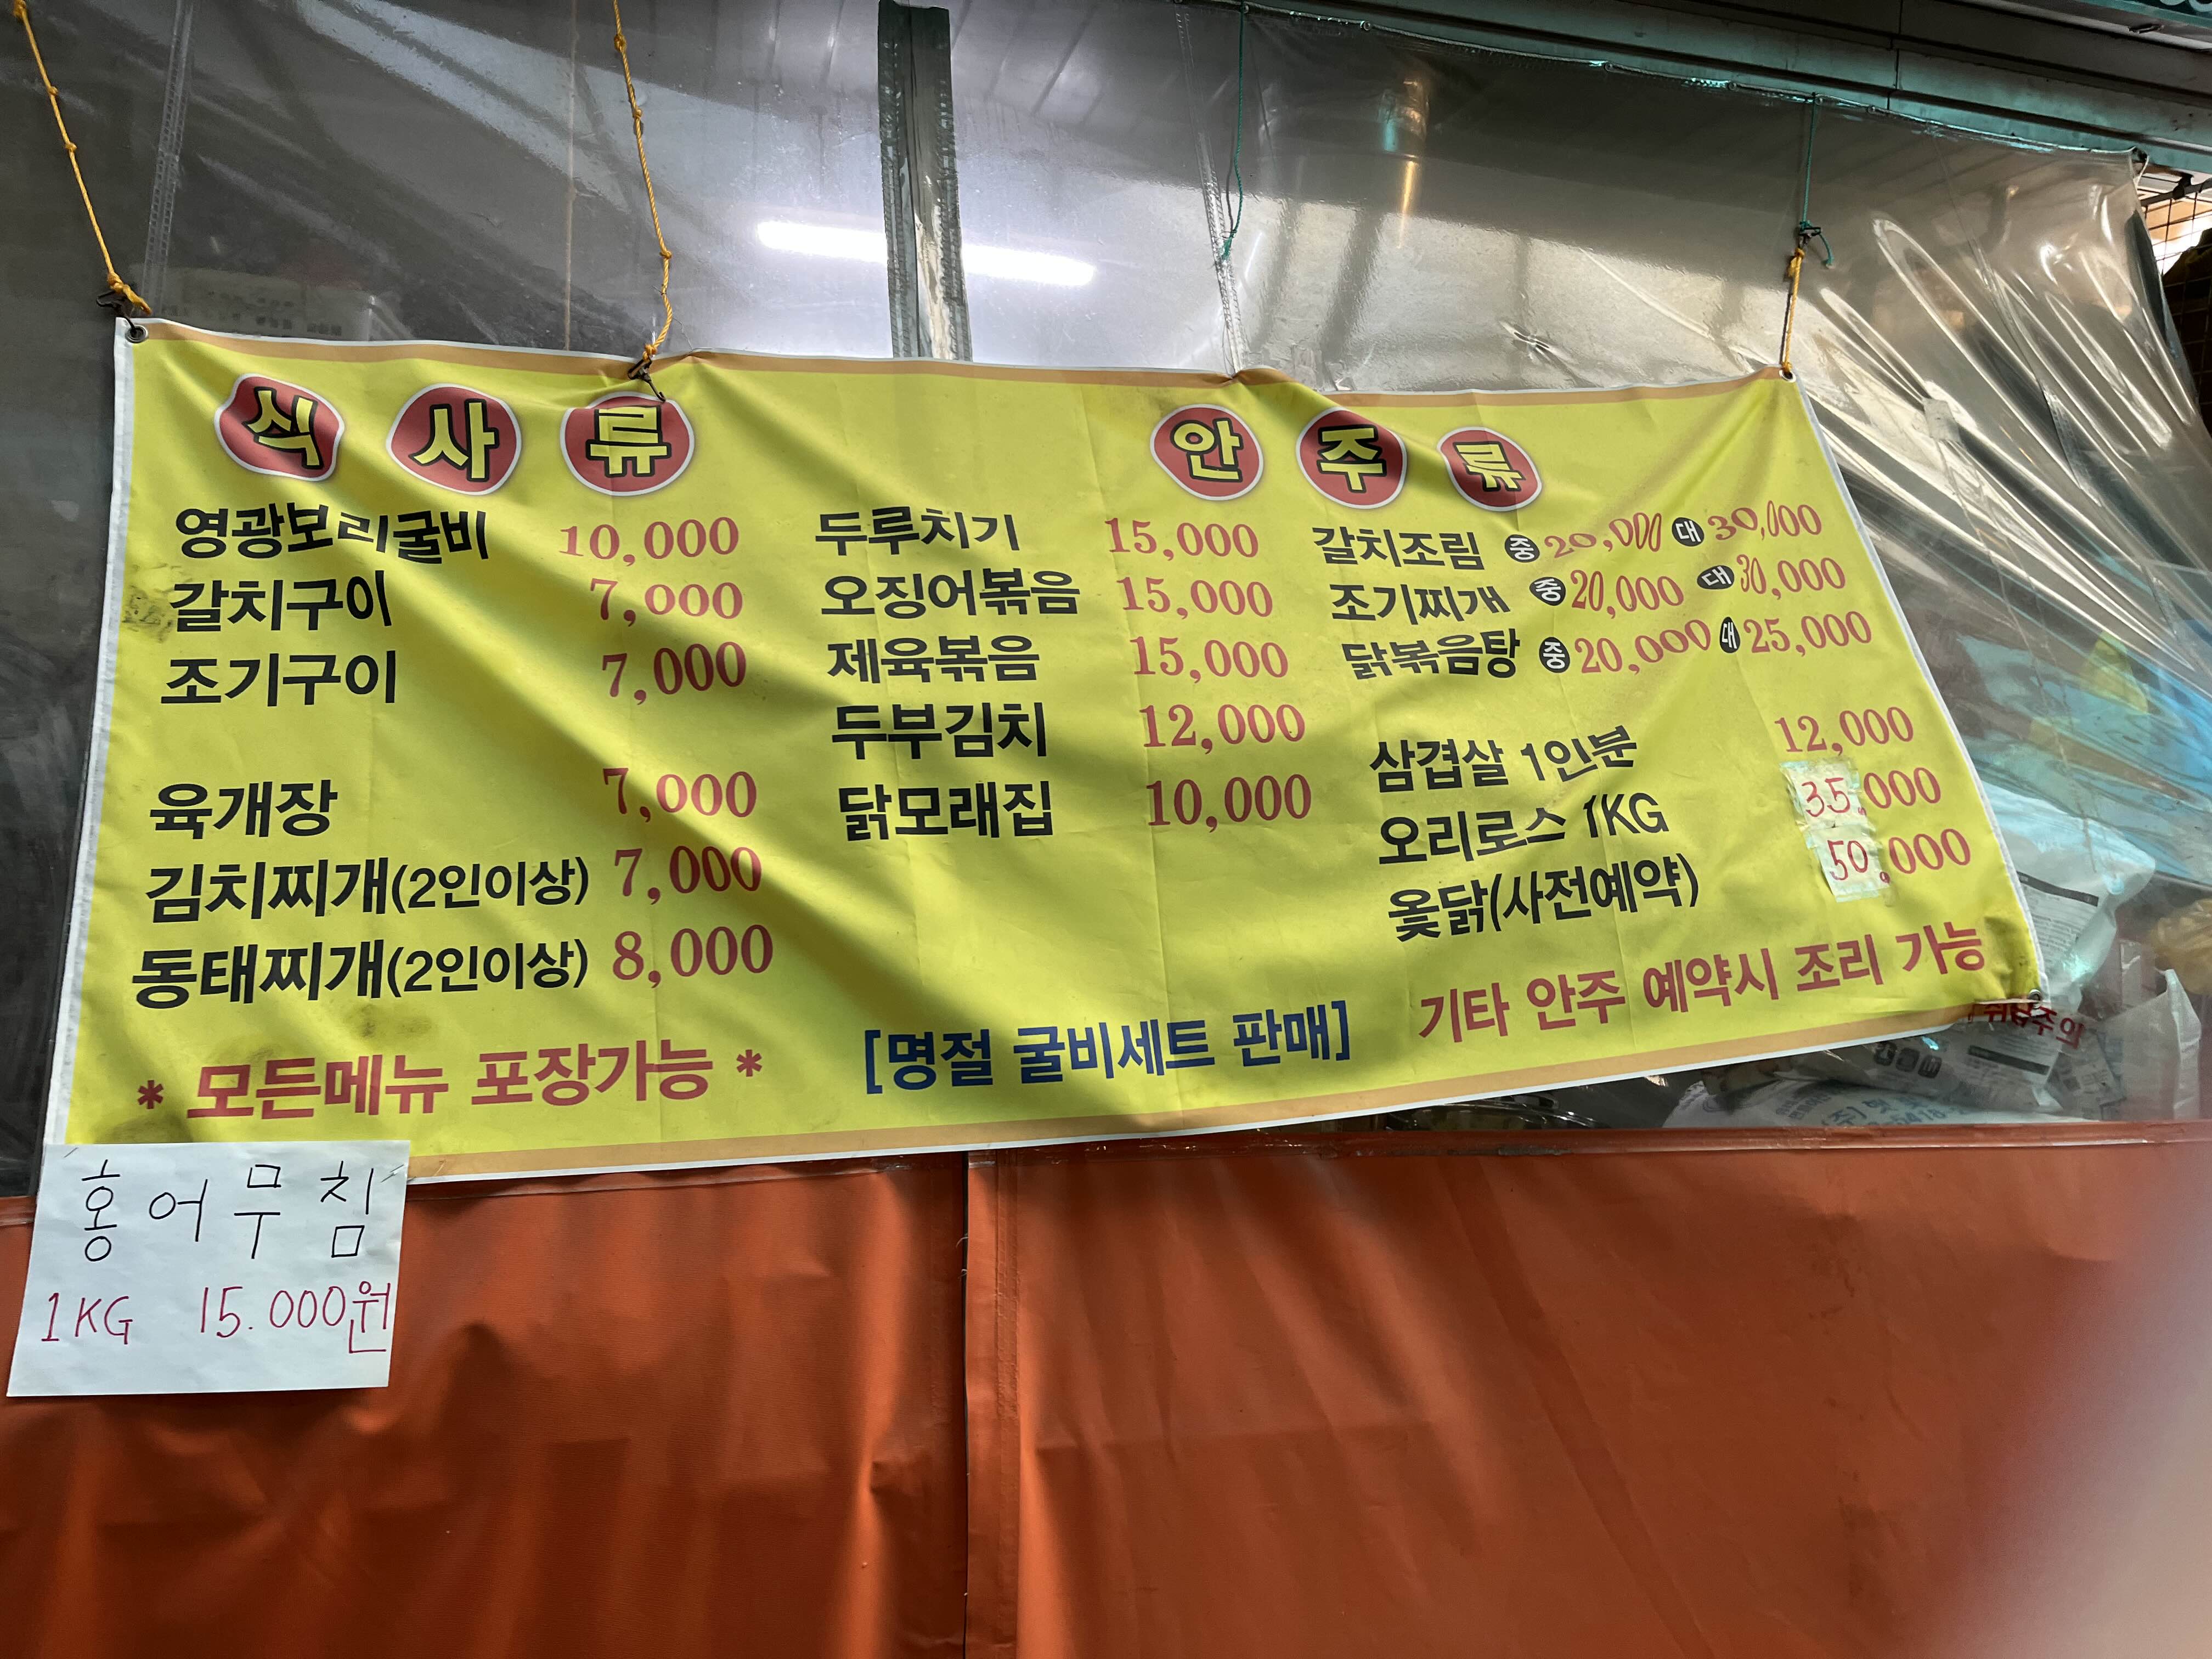 식사류
영광보리굴비 10,000
갈치구이 7,000
조기구이 7,000
육개장 7,000
김치찌개(2인이상) 7,000
동태찌개(2인이상) 8,000
* 모든메뉴 포장가능 *
안주류
두루치기 15,000
오징어볶음 15,000
제육볶음 15,000
두부김치 12,000
닭모래집 10,000
갈치조림 중 20,000 대 30,000
조기찌개 중 20,000 대 30,000
닭볶음탕 중 20,000 대 25,000
삼겹살 1인분 12,000
오리로스 1KG 35,000
옻닭(사전예약) 50,000
[명절 굴비세트 판매]
기타 안주 예약시 조리 가능
홍어무침
1KG 15.000원